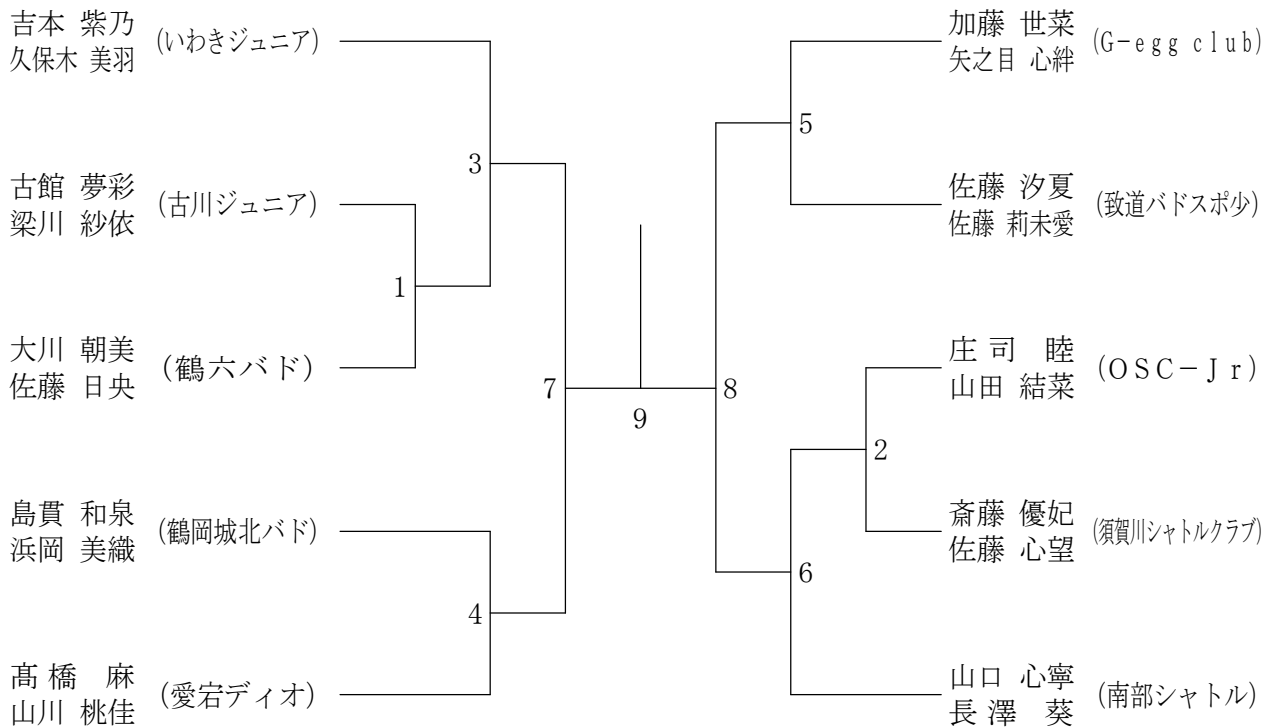 吉本 紫乃
久保木 美羽
(いわきジュニア)
古館 夢彩
梁川 紗依
(古川ジュニア)
大川 朝美
佐藤 日央
(鶴六バド)
島貫 和泉
浜岡 美織
(鶴岡城北バド)
髙橋 麻
山川 桃佳
(愛宕ディオ)
3
1
7
4
9
加藤 世菜
矢之目 心絆
(G-egg club)
佐藤 汐夏
佐藤 莉未愛
(致道バドスポ少)
庄司 睦
山田 結菜
(OSC-Jr)
斎藤 優妃
佐藤 心望
(須賀川シャトルクラブ)
山口 心寧
長澤 葵
(南部シャトル)
5
8
2
6